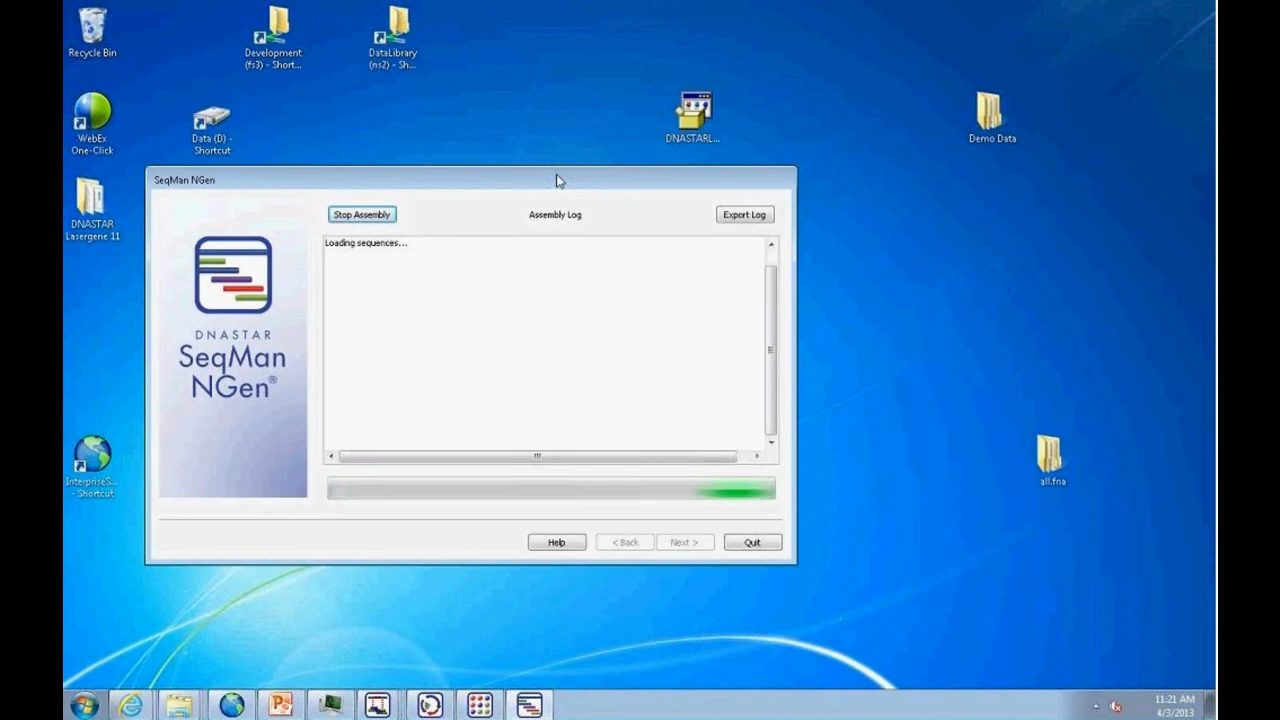 Recycle Bin
Development
(fs3) - Short...
DataLibrary
(ns2) - Sh...
WebEx
One-Click
Data (D) -
Shortcut
DNASTARL...
Demo Data
DNASTAR
Lasergene 11
SeqMan NGen
Stop Assembly
Assembly Log
Export Log
Loading sequences...
DNASTAR
SeqMan
NGen®
InterpriseS...
- Shortcut
all.fna
Help
< Back
Next >
Quit
11:21 AM
4/3/2013